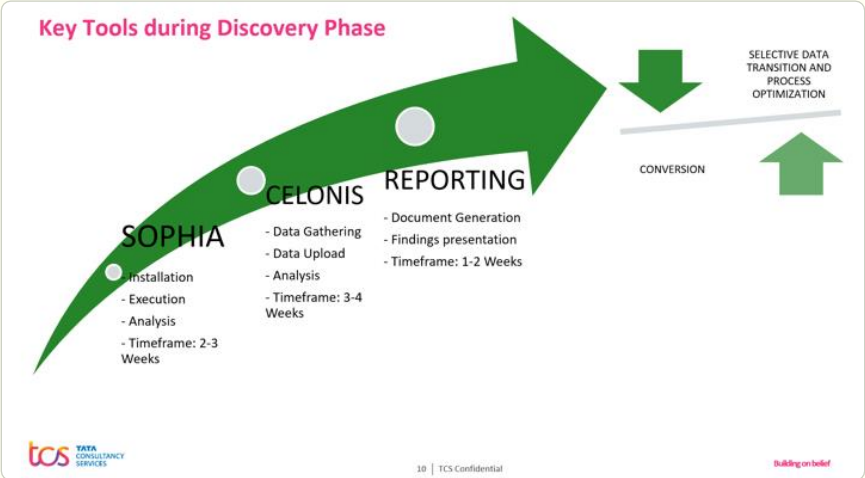 Key Tools during Discovery Phase
SELECTIVE DATA
TRANSITION AND
PROCESS
OPTIMIZATION
CONVERSION
REPORTING
- Document Generation
- Findings presentation
- Timeframe: 1-2 Weeks
CELONIS
- Data Gathering
- Data Upload
- Analysis
- Timeframe: 3-4
Weeks
SOPHIA
- Installation
- Execution
- Analysis
- Timeframe: 2-3
Weeks
tcs
TATA
CONSULTANCY
SERVICES
10 | TCS Confidential
Building on belief